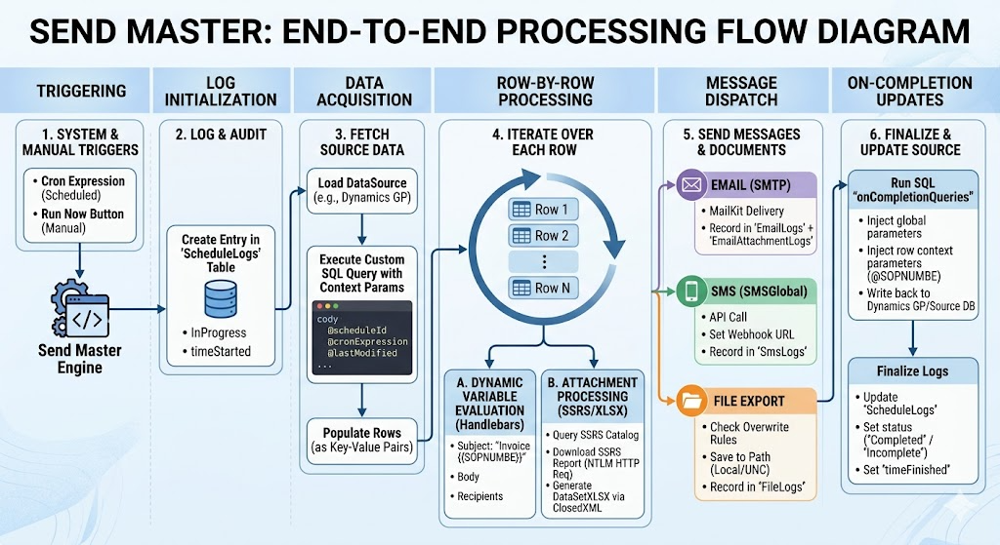 SEND MASTER: END-TO-END PROCESSING FLOW DIAGRAM
TRIGGERING
LOG
INITIALIZATION
DATA
ACQUISITION
ROW-BY-ROW
PROCESSING
MESSAGE
DISPATCH
ON-COMPLETION
UPDATES
1. SYSTEM &
MANUAL TRIGGERS
• Cron Expression
(Scheduled)
• Run Now Button
(Manual)
</>
Send Master
Engine
2. LOG & AUDIT
Create Entry in
'ScheduleLogs'
Table
• InProgress
• timeStarted
3. FETCH
SOURCE DATA
Load DataSource
(e.g., Dynamics GP)
Execute Custom
SQL Query with
Context Params
cody
@scheduleId
@cronExpression
@lastModified
...
Populate Rows
(as Key-Value Pairs)
4. ITERATE OVER
EACH ROW
Row 1
Row 2
⋮
Row N
A. DYNAMIC
VARIABLE
EVALUATION
(Handlebars)
• Subject: "Invoice
{{SOPNUMBE}}"
• Body
• Recipients
B. ATTACHMENT
PROCESSING
(SSRS/XLSX)
• Query SSRS Catalog
• Download SSRS
Report (NTLM HTTP
Req)
• Generate
DataSetXLSX via
ClosedXML
5. SEND MESSAGES
& DOCUMENTS
EMAIL (SMTP)
• MailKit Delivery
• Record in 'EmailLogs' +
'EmailAttachmentLogs'
SMS (SMSGlobal)
• API Call
• Set Webhook URL
• Record in 'SmsLogs'
FILE EXPORT
• Check Overwrite
Rules
• Save to Path
(Local/UNC)
• Record in 'FileLogs'
6. FINALIZE &
UPDATE SOURCE
Run SQL
"onCompletionQueries"
• Inject global
parameters
• Inject row context
parameters
(@SOPNUMBE)
• Write back to
Dynamics GP/Source DB
Finalize Logs
• Update
'ScheduleLogs'
• Set status
("Completed" /
"Incomplete")
• Set 'timeFinished'